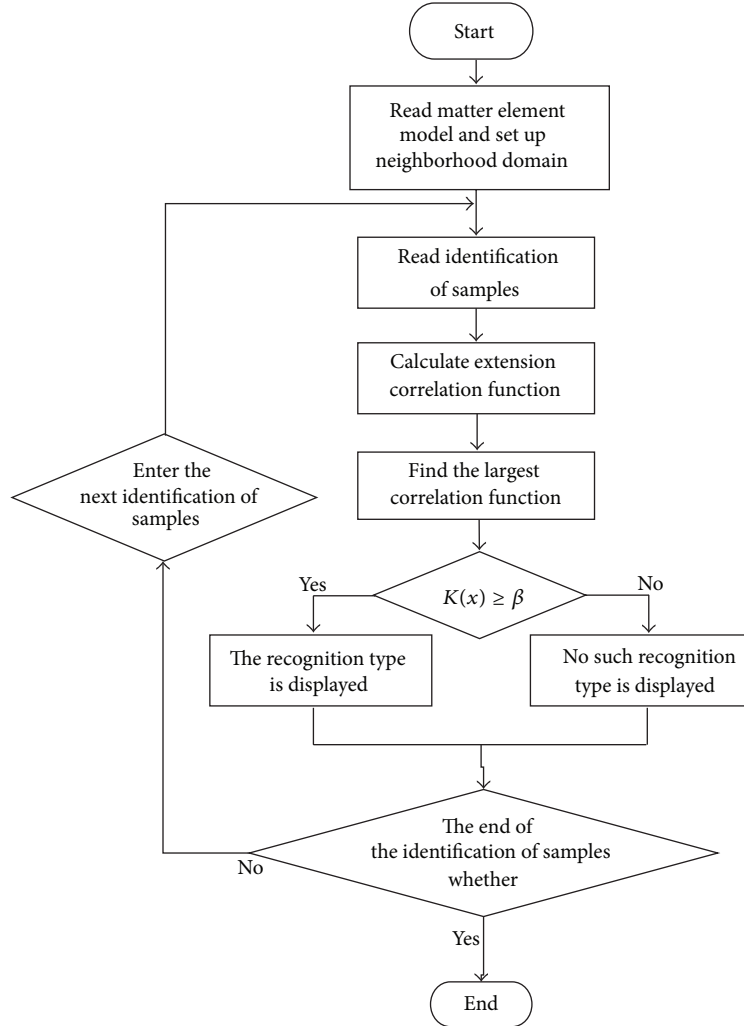 Start
Read matter element
model and set up
neighborhood domain
Read identification
of samples
Calculate extension
correlation function
Enter the
next identification of
samples
Find the largest
correlation function
Yes
K(x) ≥ β
No
The recognition type
is displayed
No such recognition
type is displayed
The end of
the identification of samples
whether
No
Yes
End